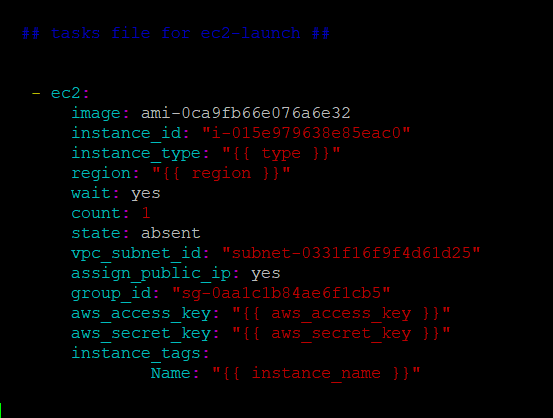 ## tasks file for ec2-launch ##
- ec2:
image: ami-0ca9fb66e076a6e32
instance_id: "i-015e979638e85eac0"
instance_type: "{{ type }}"
region: "{{ region }}"
wait: yes
count: 1
state: absent
vpc_subnet_id: "subnet-0331f16f9f4d61d25"
assign_public_ip: yes
group_id: "sg-0aa1c1b84ae6f1cb5"
aws_access_key: "{{ aws_access_key }}"
aws_secret_key: "{{ aws_secret_key }}"
instance_tags:
Name: "{{ instance_name }}"